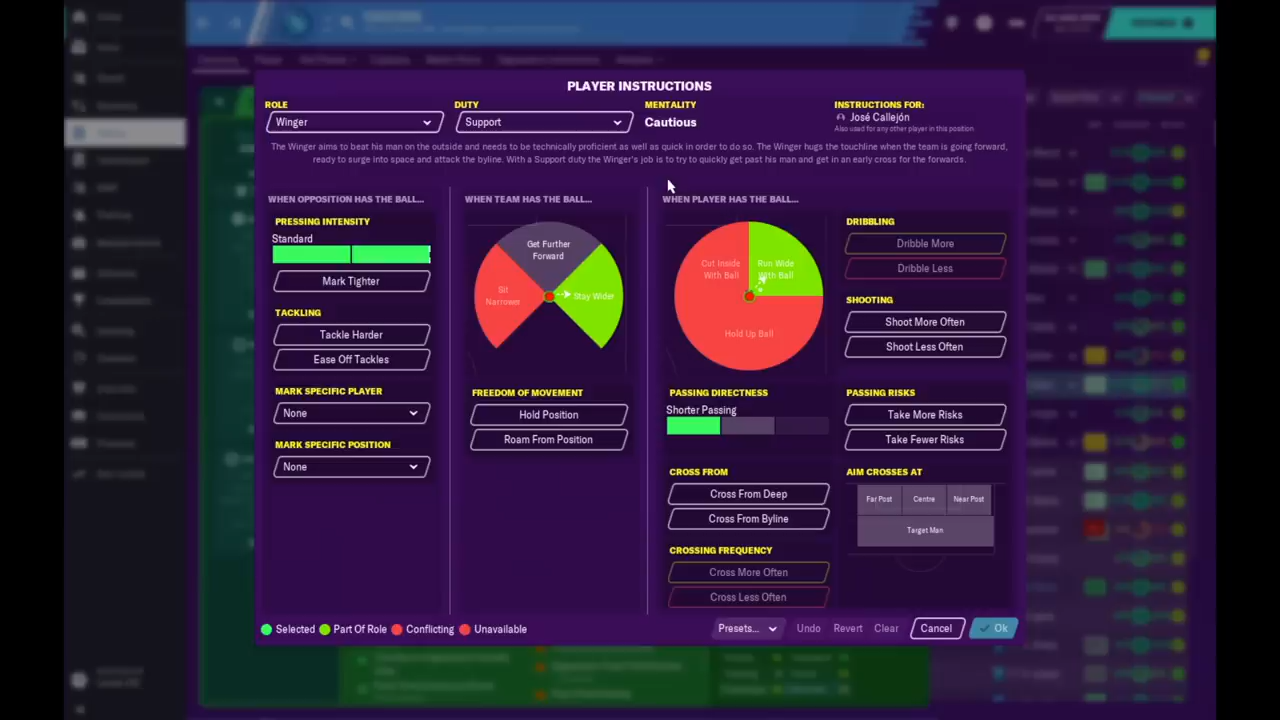 PLAYER INSTRUCTIONS
ROLE
DUTY
MENTALITY
INSTRUCTIONS FOR:
Winger
Support
Cautious
José Callejón
Also used for any other player in this position
The Winger aims to beat his man on the outside and needs to be technically proficient as well as quick in order to do so. The Winger hugs the touchline when the team is going forward,
ready to surge into space and attack the byline. With a Support duty the Winger's job is to try to quickly get past his man and get in an early cross for the forwards.
WHEN OPPOSITION HAS THE BALL...
PRESSING INTENSITY
Standard
Mark Tighter
TACKLING
Tackle Harder
Ease Off Tackles
MARK SPECIFIC PLAYER
None
MARK SPECIFIC POSITION
None
WHEN TEAM HAS THE BALL...
Get Further
Forward
Sit
Narrower
Stay Wider
FREEDOM OF MOVEMENT
Hold Position
Roam From Position
WHEN PLAYER HAS THE BALL...
Cut Inside
With Ball
Run Wide
With Ball
Hold Up Ball
DRIBBLING
Dribble More
Dribble Less
SHOOTING
Shoot More Often
Shoot Less Often
PASSING DIRECTNESS
Shorter Passing
PASSING RISKS
Take More Risks
Take Fewer Risks
CROSS FROM
Cross From Deep
Cross From Byline
AIM CROSSES AT
Far Post
Centre
Near Post
Target Man
CROSSING FREQUENCY
Cross More Often
Cross Less Often
Selected
Part Of Role
Conflicting
Unavailable
Presets...
Undo
Revert
Clear
Cancel
Ok